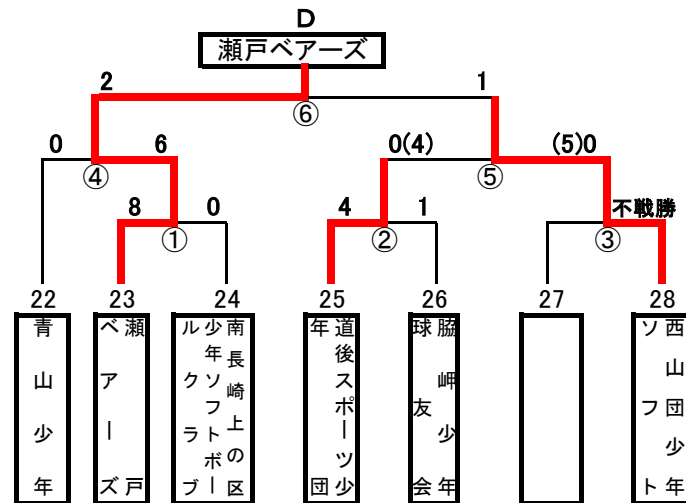 D
瀬戸ベアーズ
2 1
⑥
0 6 0(4) (5)0
④ ⑤
8 0 4 1 不戦勝
① ② ③
22 23 24 25 26 27 28
青山少年
瀬戸
ベアーズ
南長崎上の区
少年ソフトボー
ルクラブ
道後スポーツ少
年団
脇岬少年
球友会
西山団少年
ソフト